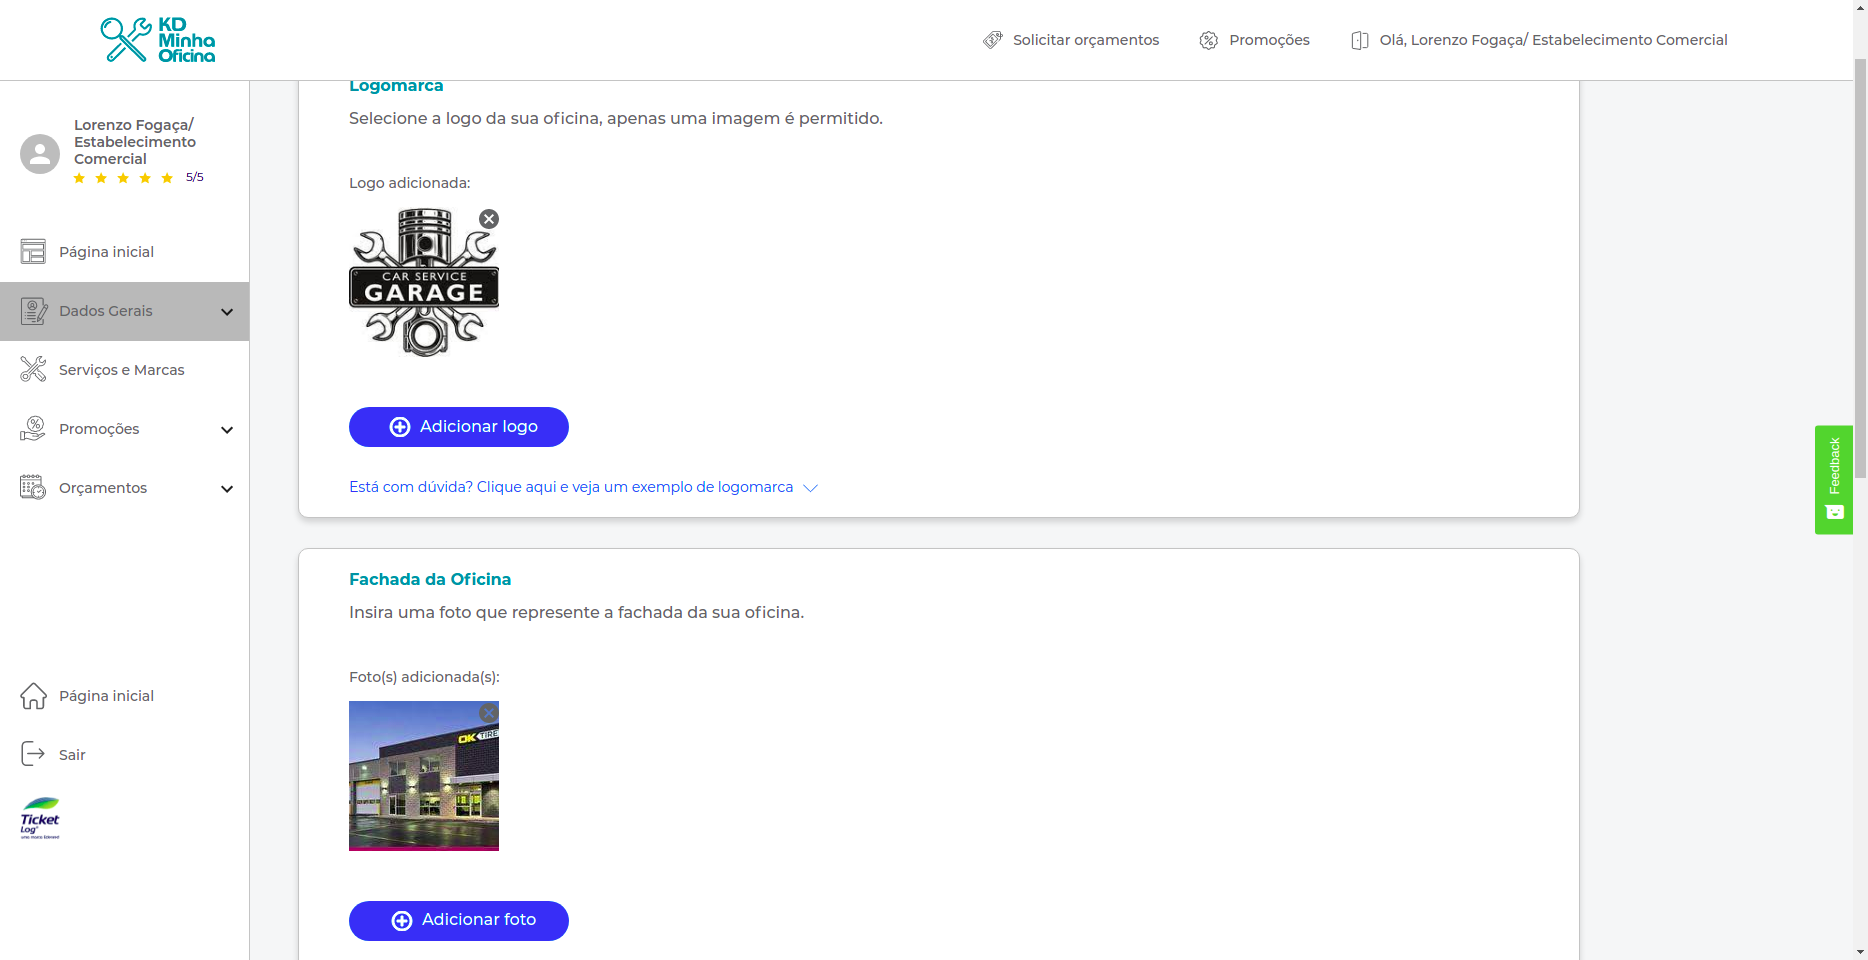 KD
Minha
Oficina
Solicitar orçamentos
Promoções
Olá, Lorenzo Fogaça/ Estabelecimento Comercial
Lorenzo Fogaça/
Estabelecimento
Comercial
5/5
Página inicial
Dados Gerais
Serviços e Marcas
Promoções
Orçamentos
Página inicial
Sair
Ticket
Log
Logomarca
Selecione a logo da sua oficina, apenas uma imagem é permitido.
Logo adicionada:
CAR SERVICE
GARAGE
Adicionar logo
Está com dúvida? Clique aqui e veja um exemplo de logomarca
Fachada da Oficina
Insira uma foto que represente a fachada da sua oficina.
Foto(s) adicionada(s):
OK TIRE
Adicionar foto
Feedback